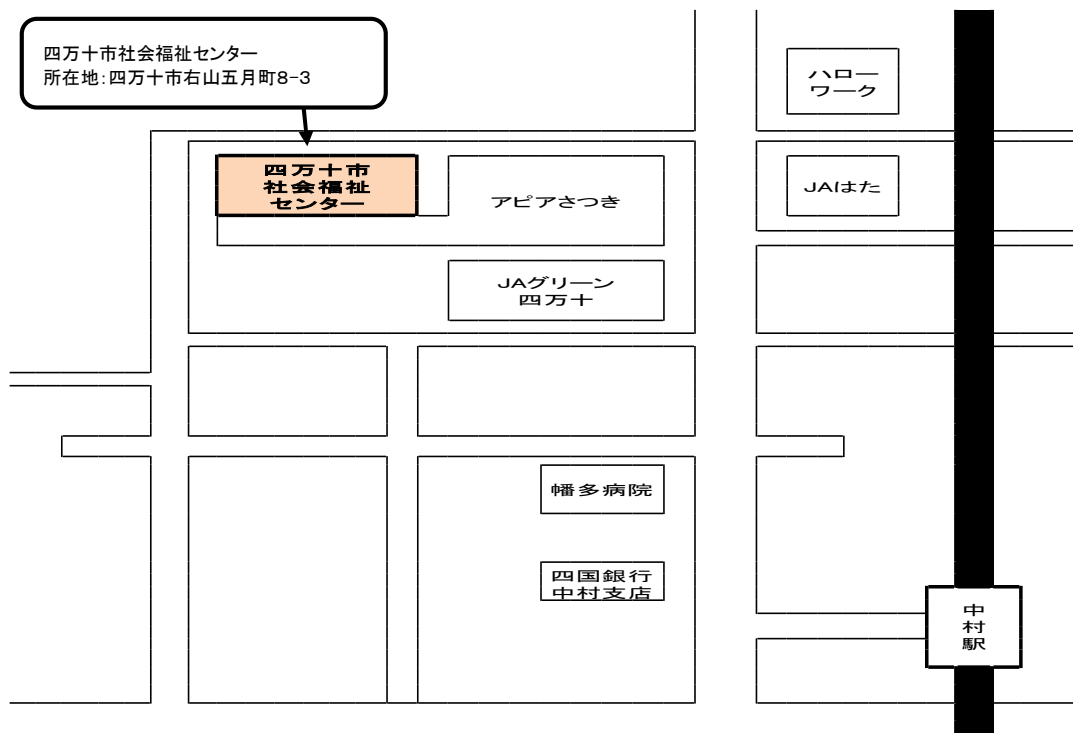 四万十市社会福祉センター
所在地:四万十市右山五月町8-3
ハロー
ワーク
四万十市
社会福祉
センター
アピアさつき
JAはた
JAグリーン
四万十
幡多病院
四国銀行
中村支店
中
村
駅